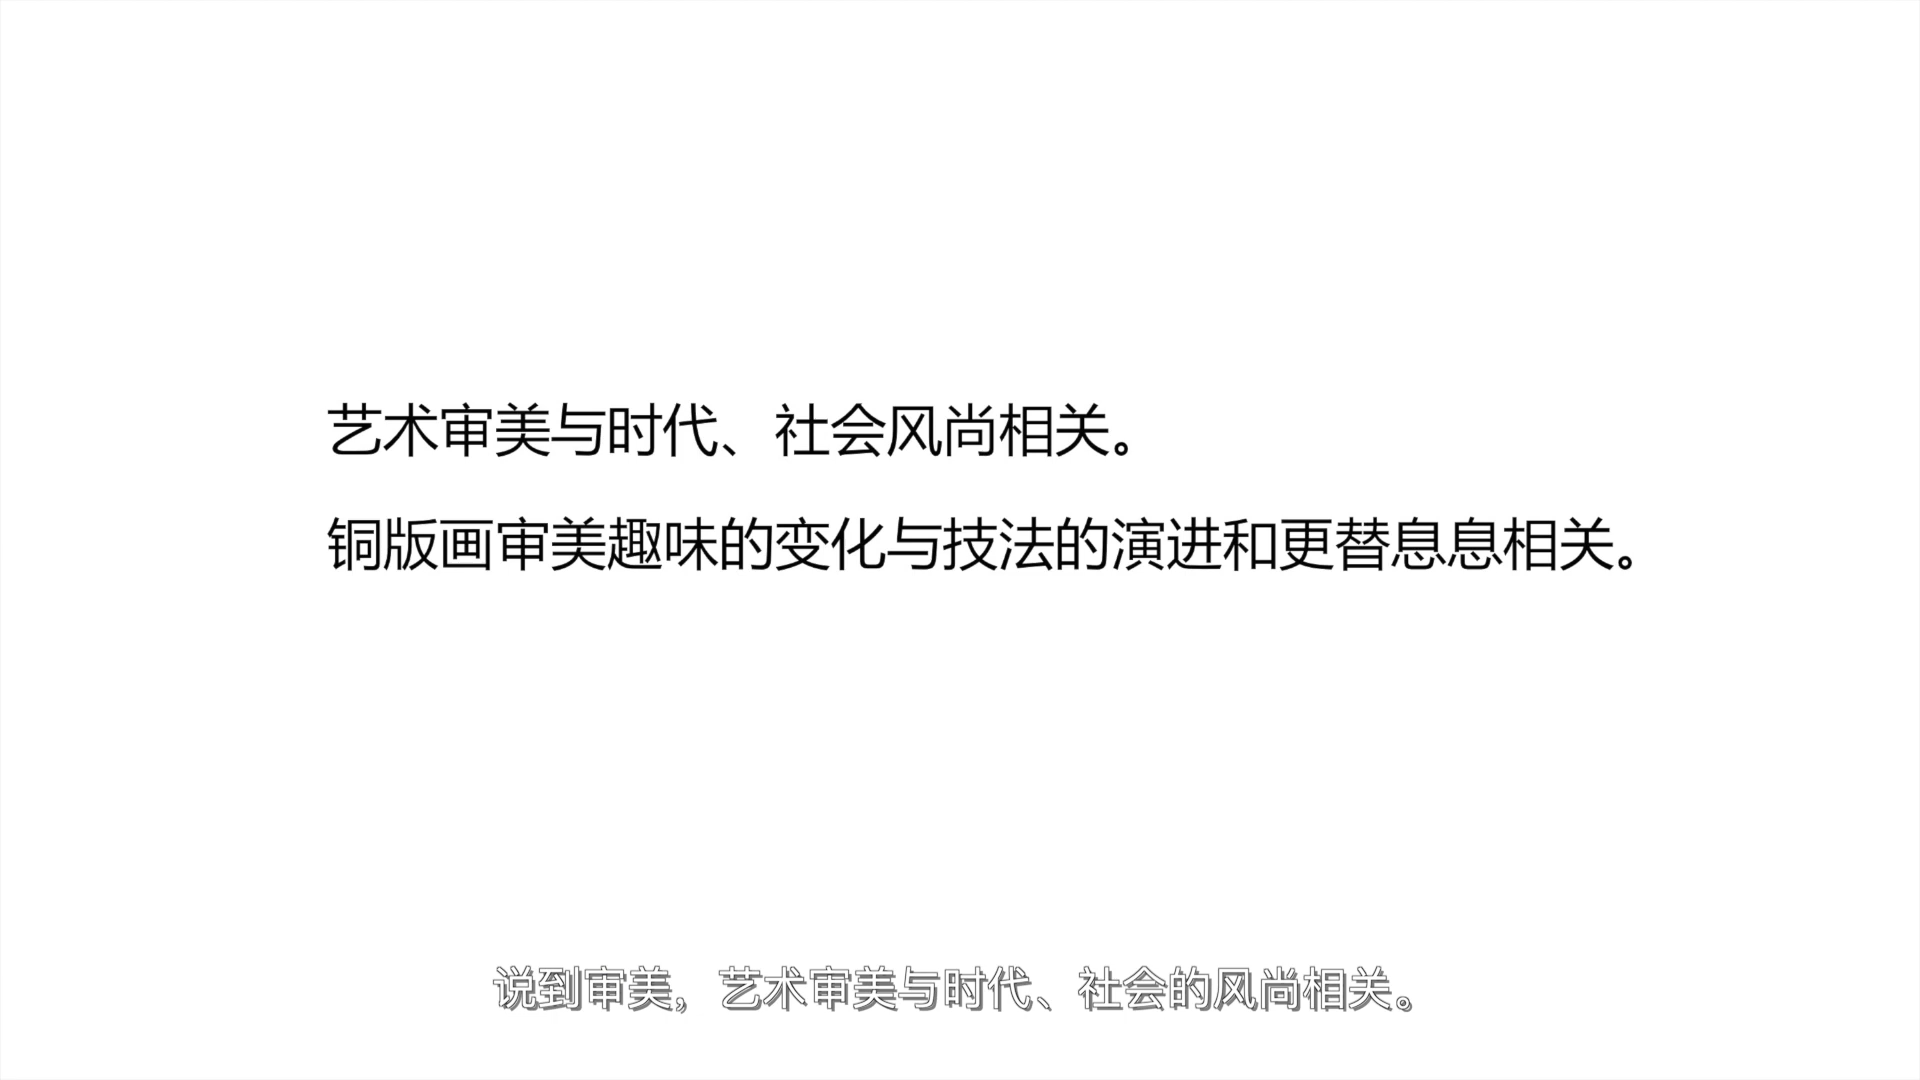 艺术审美与时代、社会风尚相关。
铜版画审美趣味的变化与技法的演进和更替息息相关。
说到审美，艺术审美与时代、社会的风尚相关。